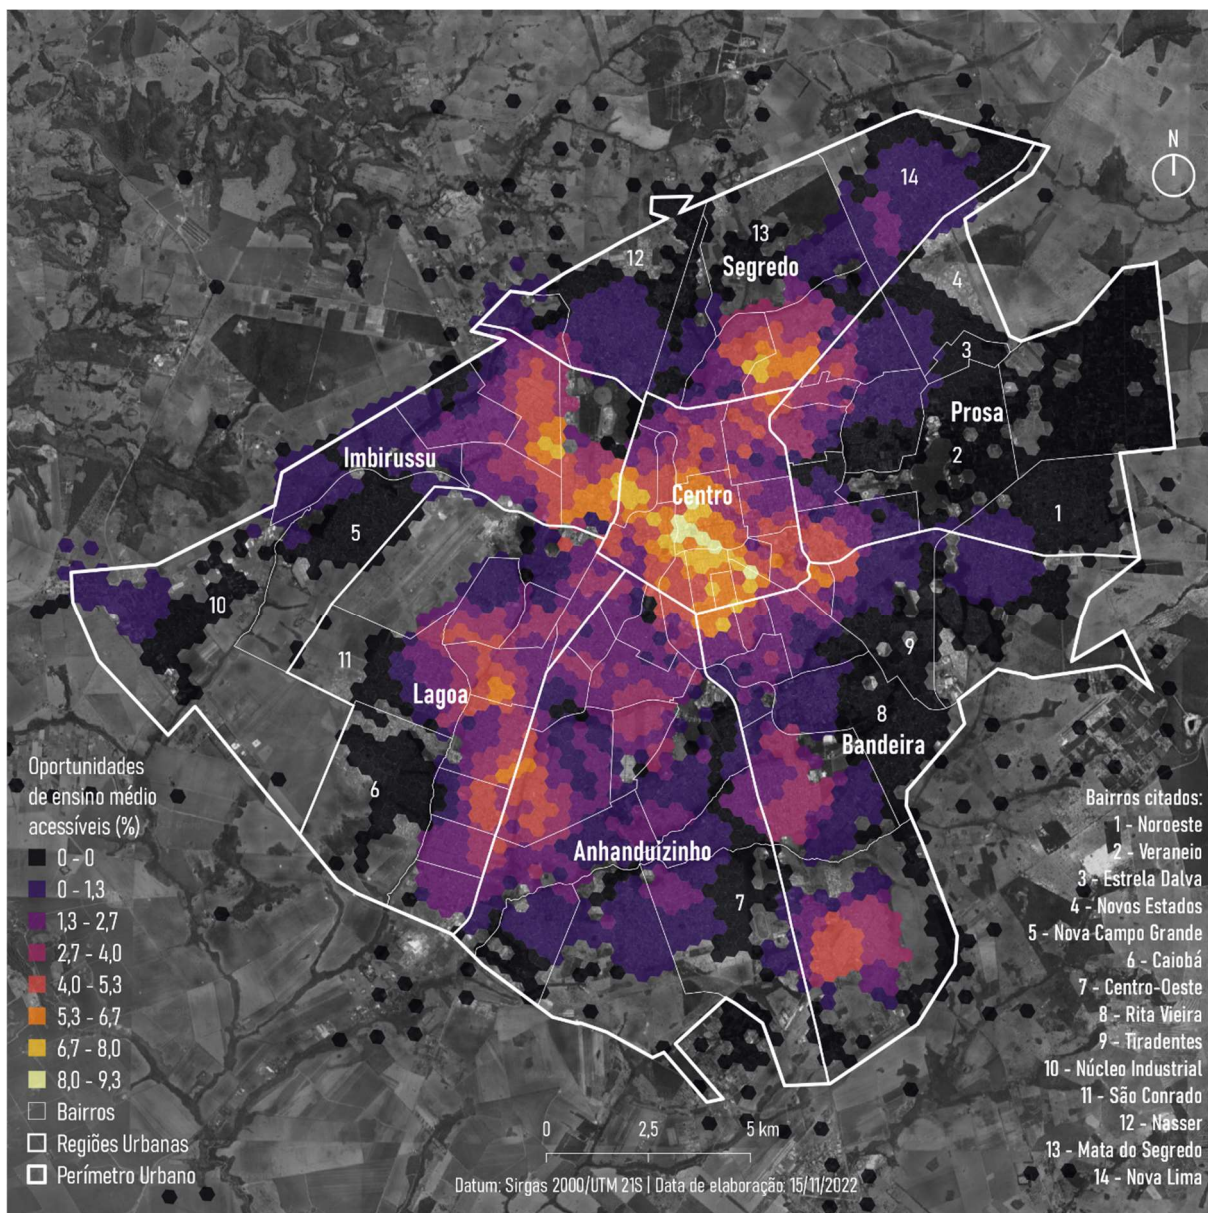 N
14
13
12
Segredo
4
3
Prosa
Imbirussu
2
Centro
1
5
10
9
11
Lagoa
8
Bandeira
6
Anhanduizinho
7
Oportunidades
de ensino médio
acessíveis (%)
0 - 0
0 - 1,3
1,3 - 2,7
2,7 - 4,0
4,0 - 5,3
5,3 - 6,7
6,7 - 8,0
8,0 - 9,3
Bairros
Regiões Urbanas
Perímetro Urbano
Bairros citados:
1 - Noroeste
2 - Veraneio
3 - Estrela Dalva
4 - Novos Estados
5 - Nova Campo Grande
6 - Caiobá
7 - Centro-Oeste
8 - Rita Vieira
9 - Tiradentes
10 - Núcleo Industrial
11 - São Conrado
12 - Nasser
13 - Mata do Segredo
14 - Nova Lima
0 2,5 5 km
Datum: Sirgas 2000/UTM 21S | Data de elaboração: 15/11/2022